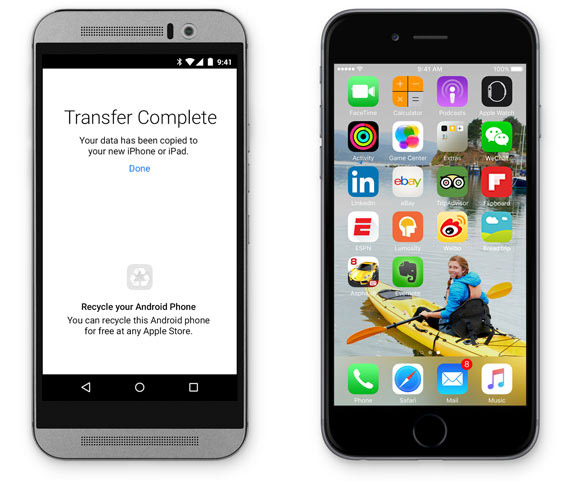 9:41
Transfer Complete
Your data has been copied to
your new iPhone or iPad.
Done
Recycle your Android Phone
You can recycle this Android phone
for free at any Apple Store.
9:41 AM 100%
FaceTime Calculator Podcasts Apple Watch
Activity Game Center Extras WeChat
in ebay
LinkedIn eBay TripAdvisor Flipboard
ESPN Lumosity Weibo
8
Evernote
8
Phone Safari Mail Music